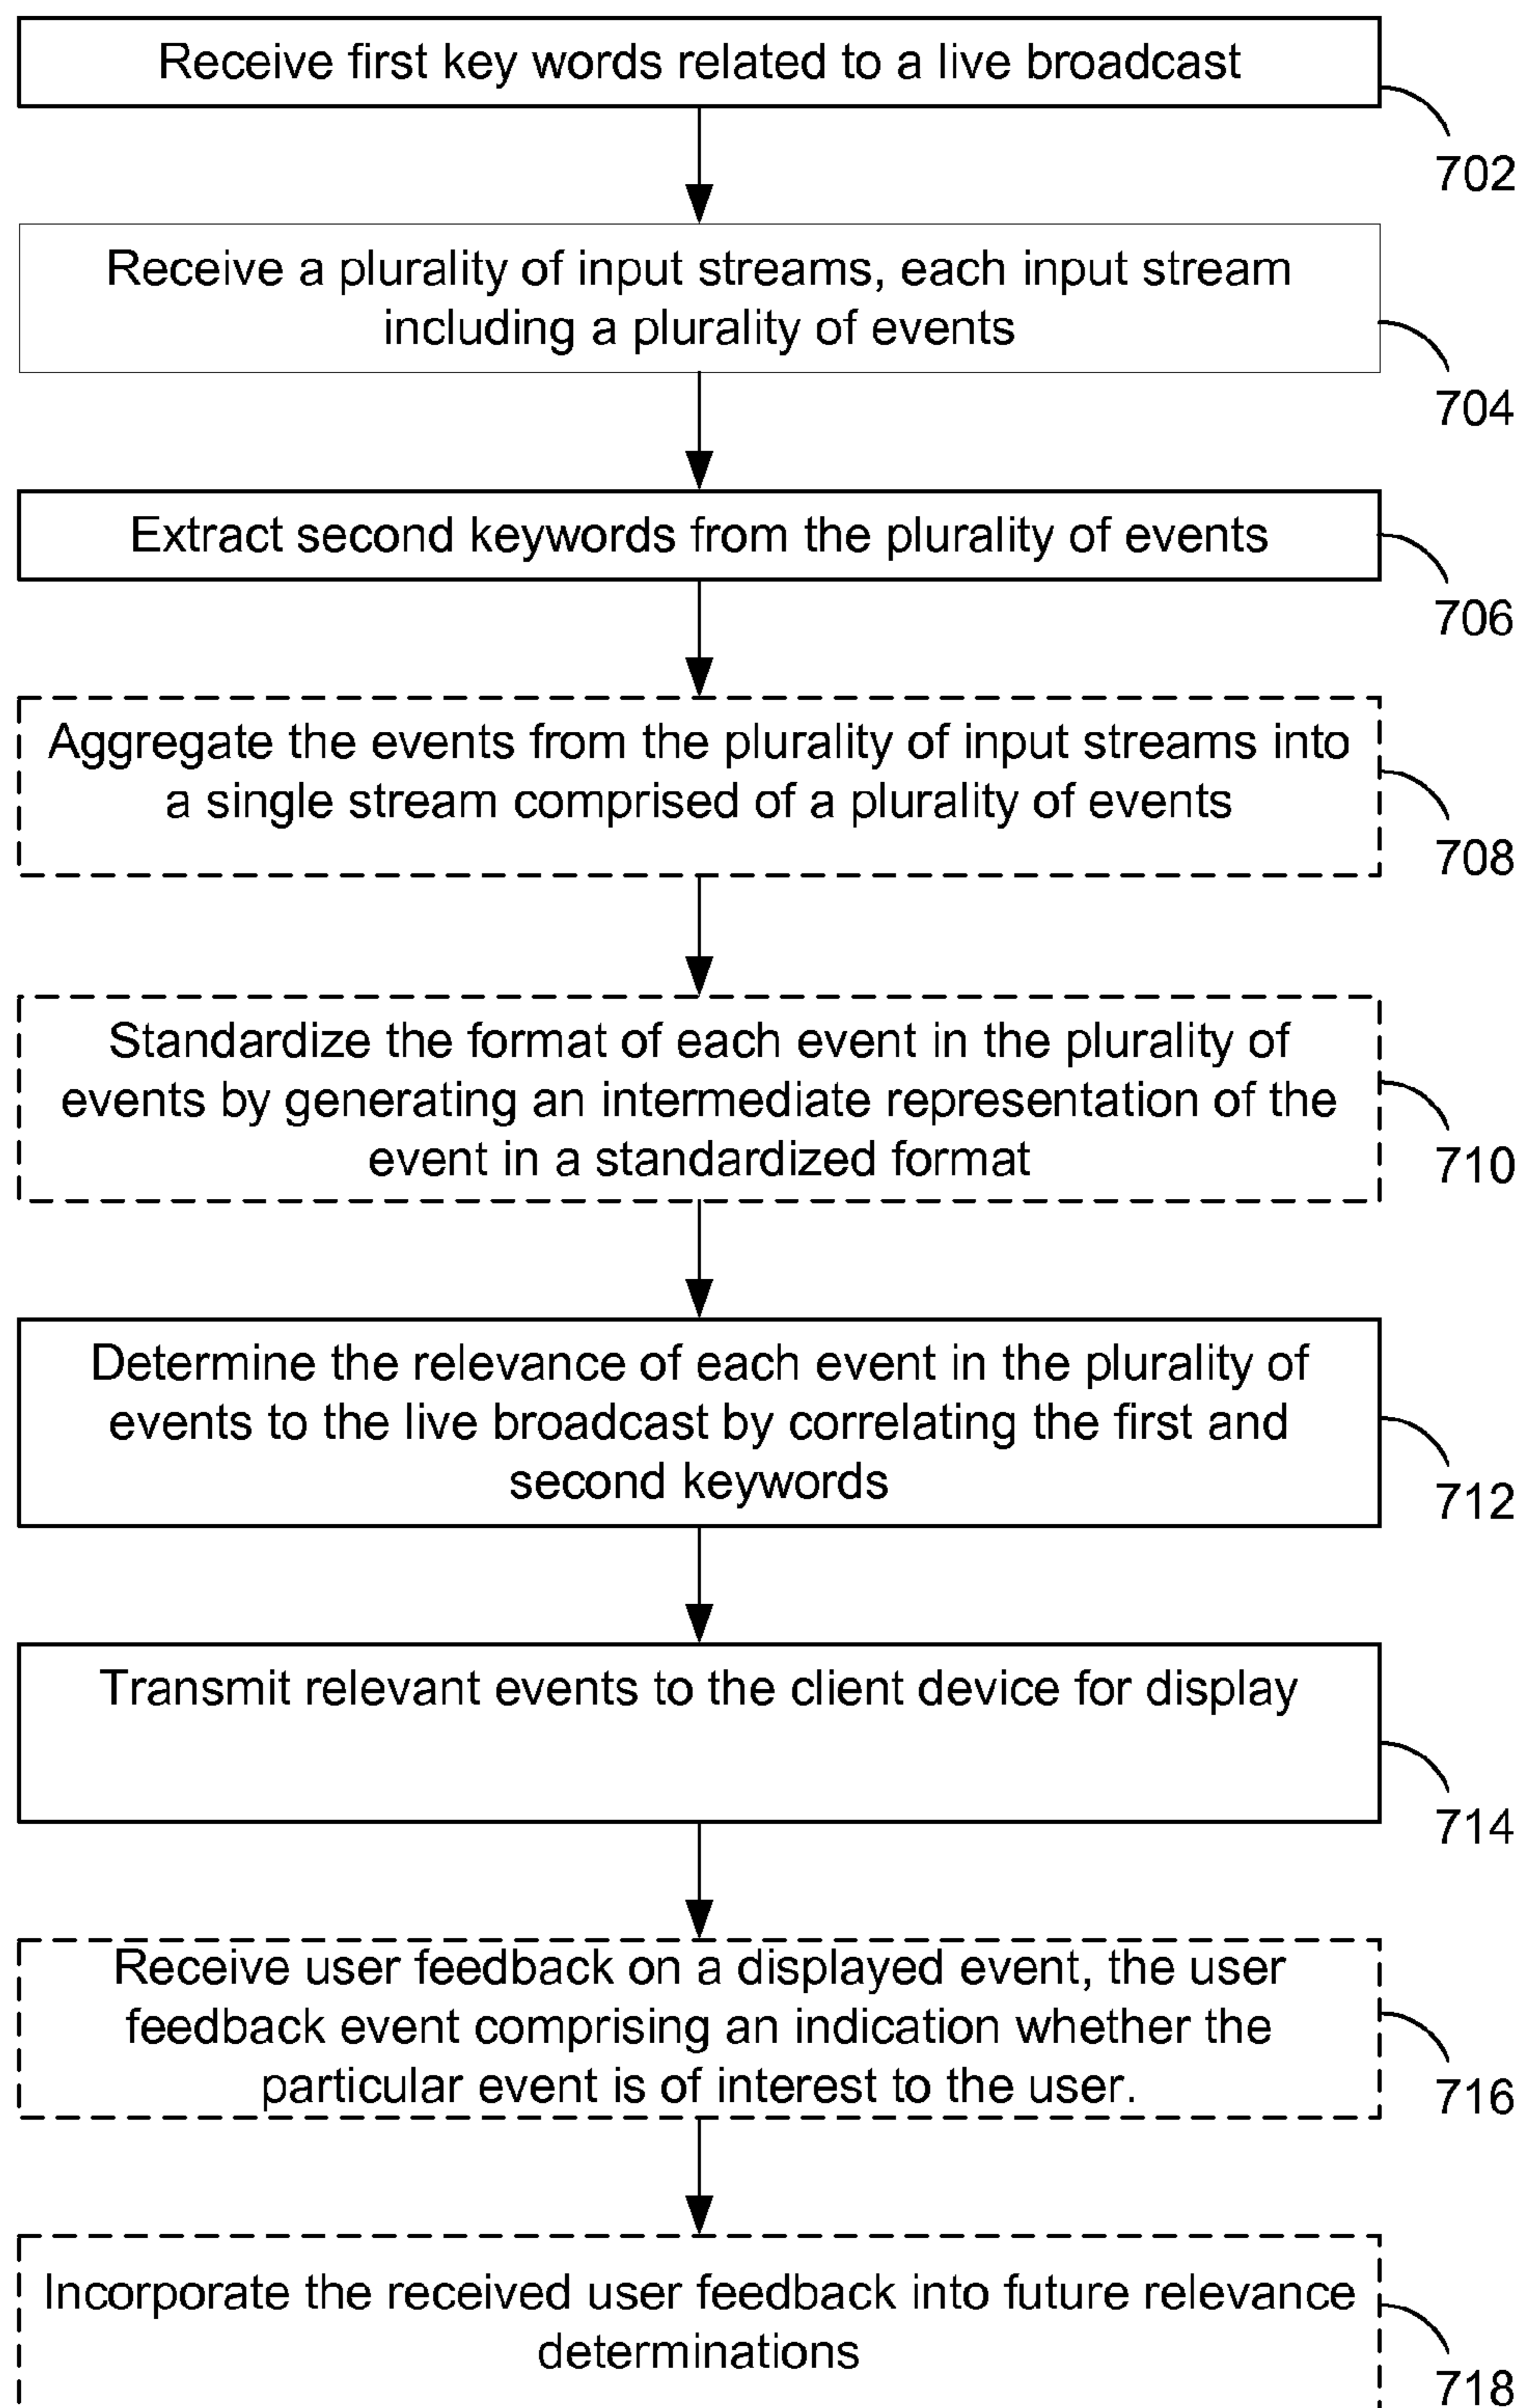 Receive first key words related to a live broadcast
702
Receive a plurality of input streams, each input stream
including a plurality of events
704
Extract second keywords from the plurality of events
706
Aggregate the events from the plurality of input streams into
a single stream comprised of a plurality of events
708
Standardize the format of each event in the plurality of
events by generating an intermediate representation of the
event in a standardized format
710
Determine the relevance of each event in the plurality of
events to the live broadcast by correlating the first and
second keywords
712
Transmit relevant events to the client device for display
714
Receive user feedback on a displayed event, the user
feedback event comprising an indication whether the
particular event is of interest to the user.
716
Incorporate the received user feedback into future relevance
determinations
718